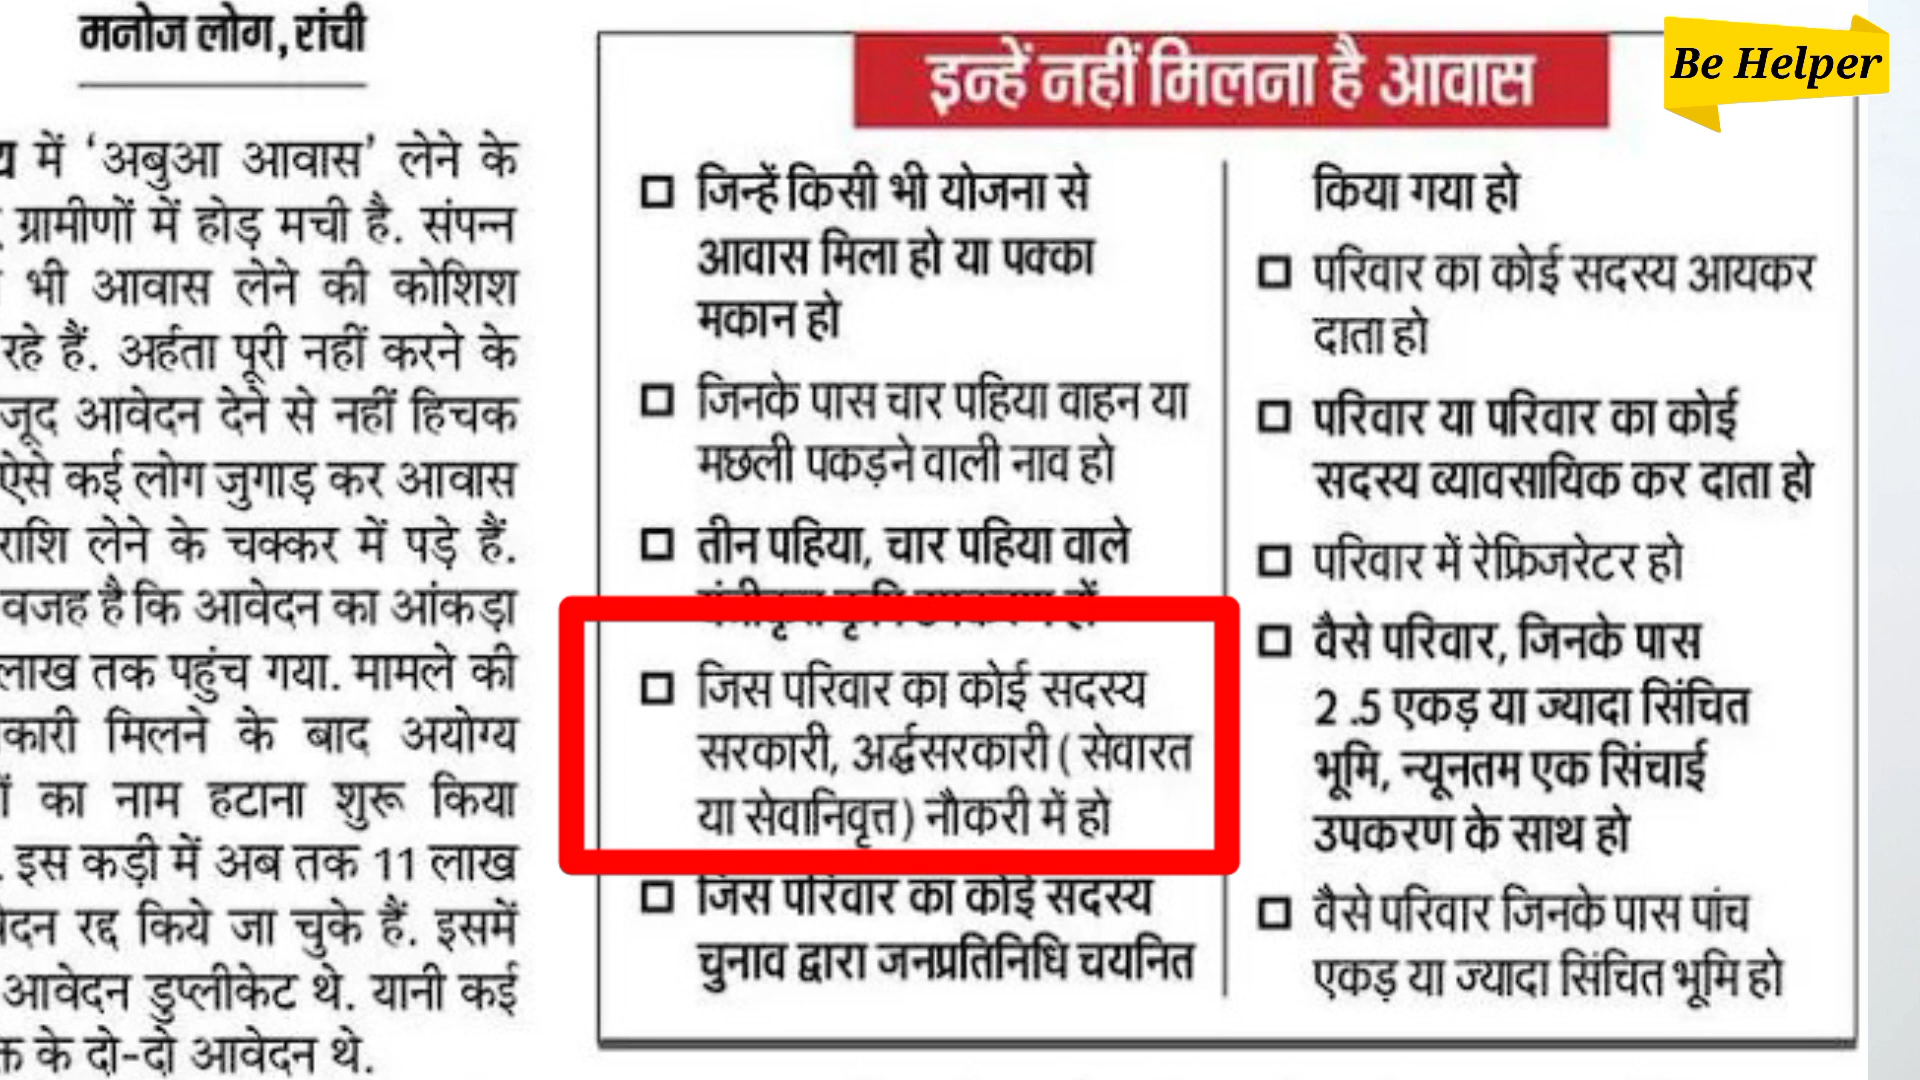 मनोज लोग, रांची
में ‘अबुआ आवास’ लेने के
ग्रामीणों में होड़ मची है. संपन्न
भी आवास लेने की कोशिश
रहे हैं. अर्हता पूरी नहीं करने के
जूद आवेदन देने से नहीं हिचक
ऐसे कई लोग जुगाड़ कर आवास
राशि लेने के चक्कर में पड़े हैं.
वजह है कि आवेदन का आंकड़ा
लाख तक पहुंच गया. मामले की
कारी मिलने के बाद अयोग्य
का नाम हटाना शुरू किया
. इस कड़ी में अब तक 11 लाख
वेदन रद्द किये जा चुके हैं. इसमें
आवेदन डुप्लीकेट थे. यानी कई
के दो-दो आवेदन थे.
इन्हें नहीं मिलना है आवास
Be Helper
जिन्हें किसी भी योजना से
आवास मिला हो या पक्का
मकान हो
जिनके पास चार पहिया वाहन या
मछली पकड़ने वाली नाव हो
तीन पहिया, चार पहिया वाले
जिस परिवार का कोई सदस्य
सरकारी, अर्द्धसरकारी ( सेवारत
या सेवानिवृत्त ) नौकरी में हो
जिस परिवार का कोई सदस्य
चुनाव द्वारा जनप्रतिनिधि चयनित
किया गया हो
परिवार का कोई सदस्य आयकर
दाता हो
परिवार या परिवार का कोई
सदस्य व्यावसायिक कर दाता हो
परिवार में रेफ्रिजरेटर हो
वैसे परिवार, जिनके पास
2 .5 एकड़ या ज्यादा सिंचित
भूमि, न्यूनतम एक सिंचाई
उपकरण के साथ हो
वैसे परिवार जिनके पास पांच
एकड़ या ज्यादा सिंचित भूमि हो